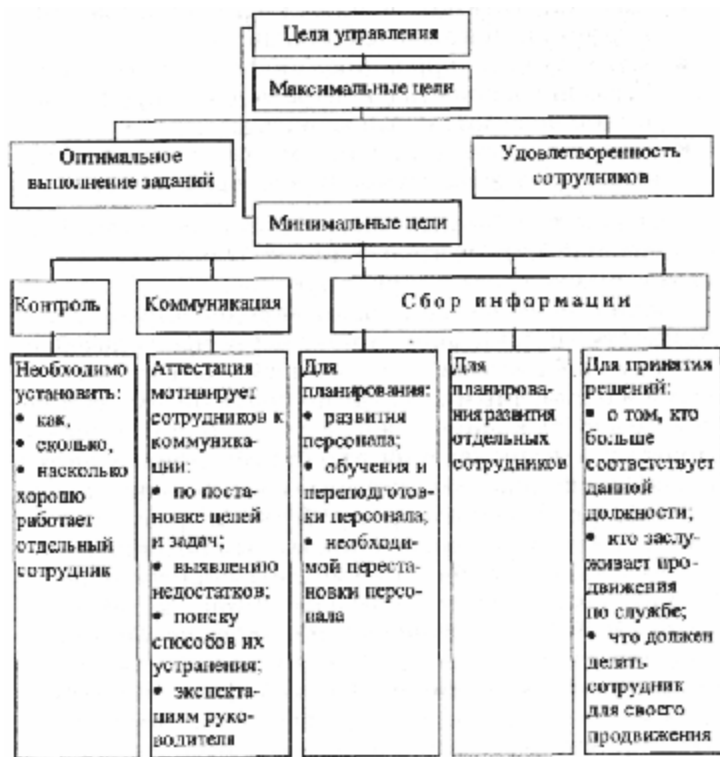 Цели управления
Максимальные цели
Оптимальное
выполнение заданий
Удовлетворенность
сотрудников
Минимальные цели
Контроль
Коммуникация
Сбор информации
Необходимо
установить:
• как,
• сколько,
• насколько
хорошо
работает
отдельный
сотрудник
Аттестация
мотивирует
сотрудников к
коммуника-
ции:
• по поста-
новке целей
и задач;
• выявлению
недостатков;
• поиску
способов их
устранения;
• экспекта-
циям руко-
водителя
Для
планирования:
• развития
персонала;
• обучения и
переподготов-
ки персонала;
• необходи-
мой переста-
новки персо-
нала
Для
планирова-
ния развития
отдельных
сотрудников
Для принятия
решений:
• о том, кто
больше
соответствует
данной
должности;
• кто заслу-
живает про-
движения
по службе;
• что должен
делать
сотрудник
для своего
продвижения